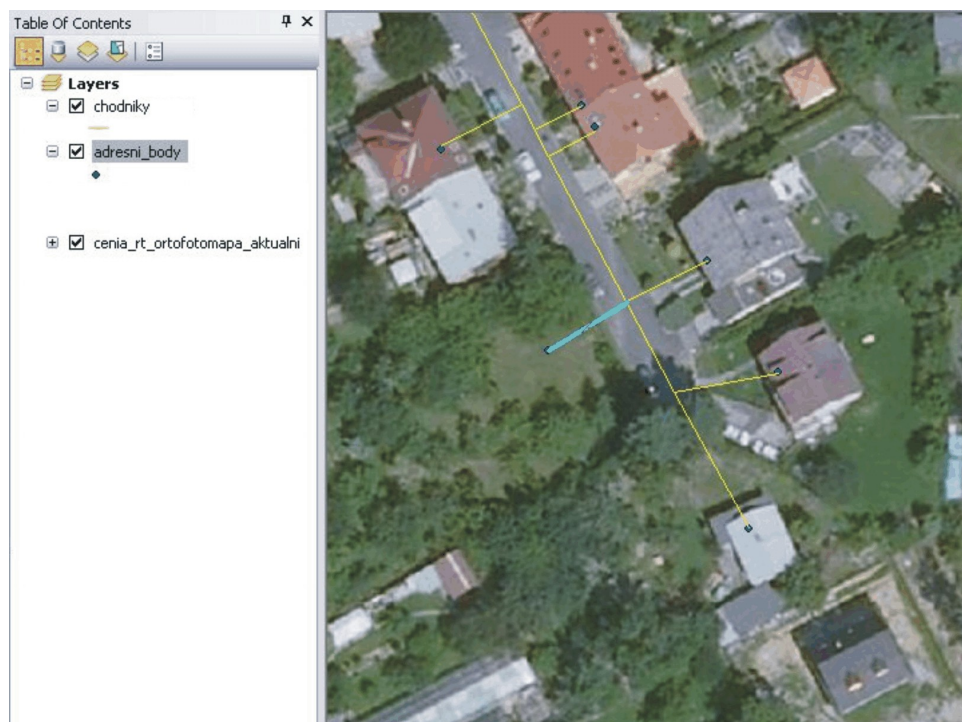 Table Of Contents
Layers
chodniky
adresni_body
cenia_rt_ortofotomapa_aktualni